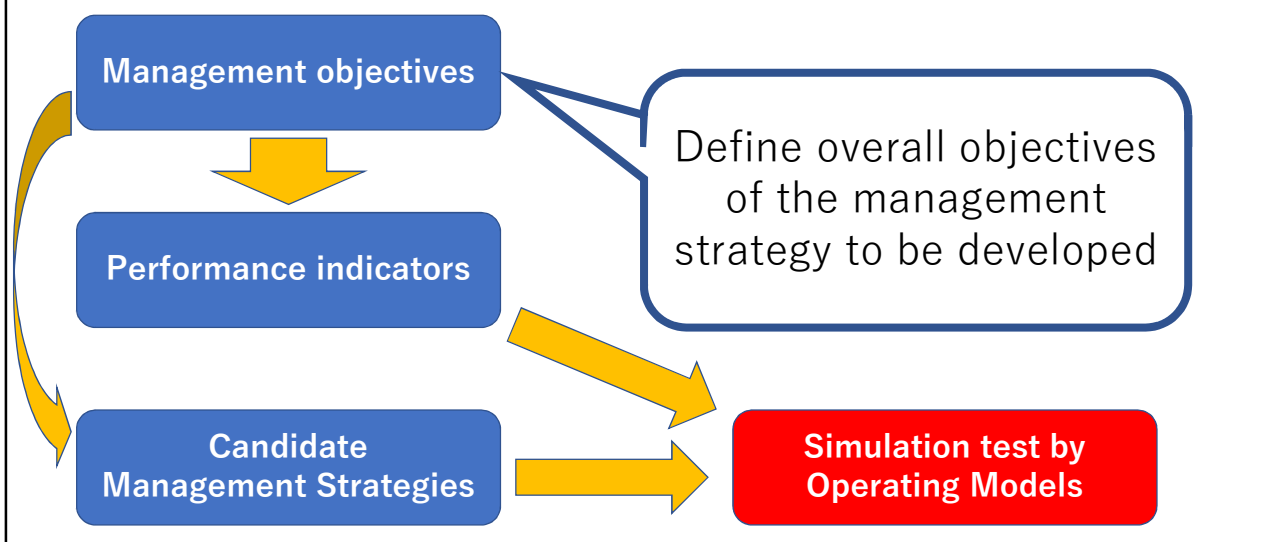 Management objectives
Define overall objectives
of the management
strategy to be developed
Performance indicators
Candidate
Management Strategies
Simulation test by
Operating Models